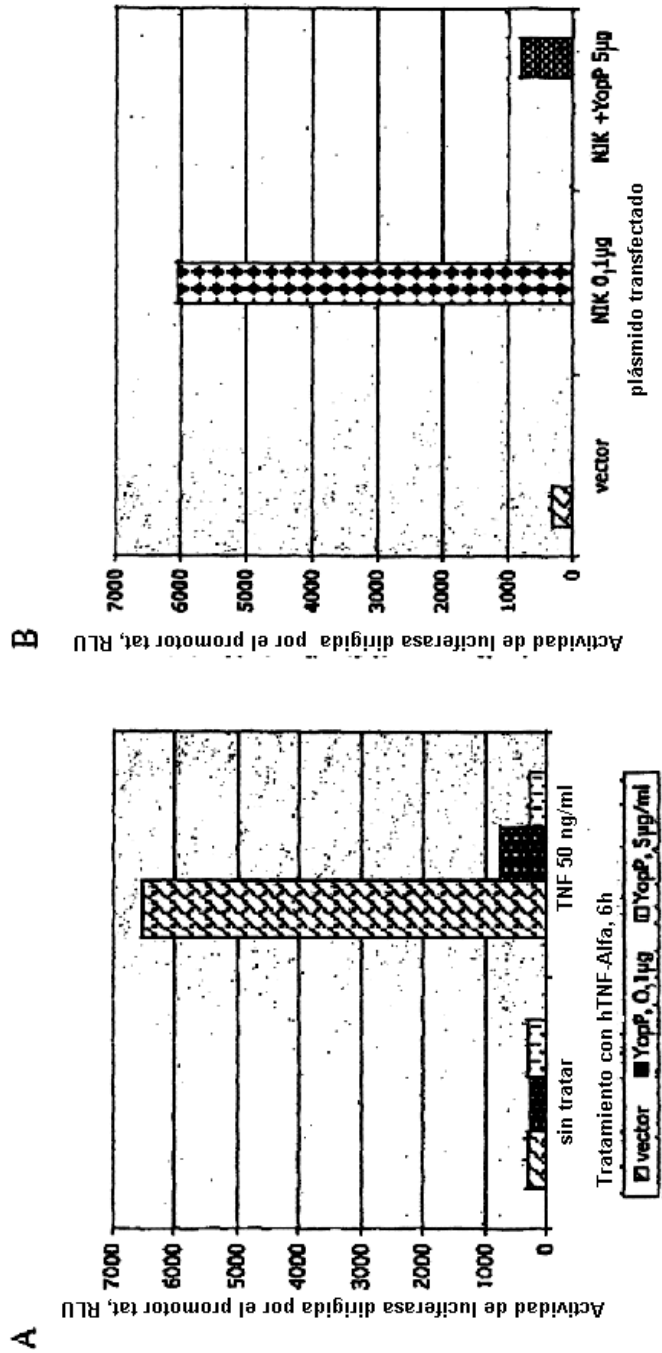 A
Actividad de luciferasa dirigida por el promotor tat, RLU
7000
6000
5000
4000
3000
2000
1000
0
sin tratar
TNF 50 ng/ml
Tratamiento con hTNF-Alfa, 6h
vector YopP, 0,1µg YopP, 5µg/ml
B
Actividad de luciferasa dirigida por el promotor tat, RLU
7000
6000
5000
4000
3000
2000
1000
0
vector
NIK 0,1µg
NIK +YopP 5µg
plásmido transfectado